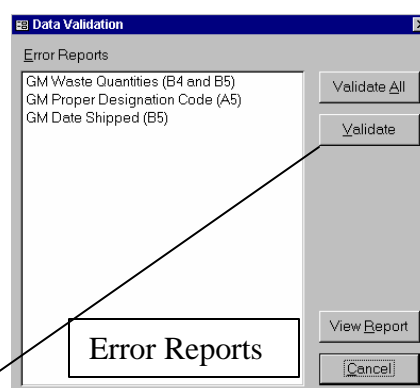 Data Validation
Error Reports
GM Waste Quantities (B4 and B5)
GM Proper Designation Code (A5)
GM Date Shipped (B5)
Validate All
Validate
View Report
Cancel
Error Reports